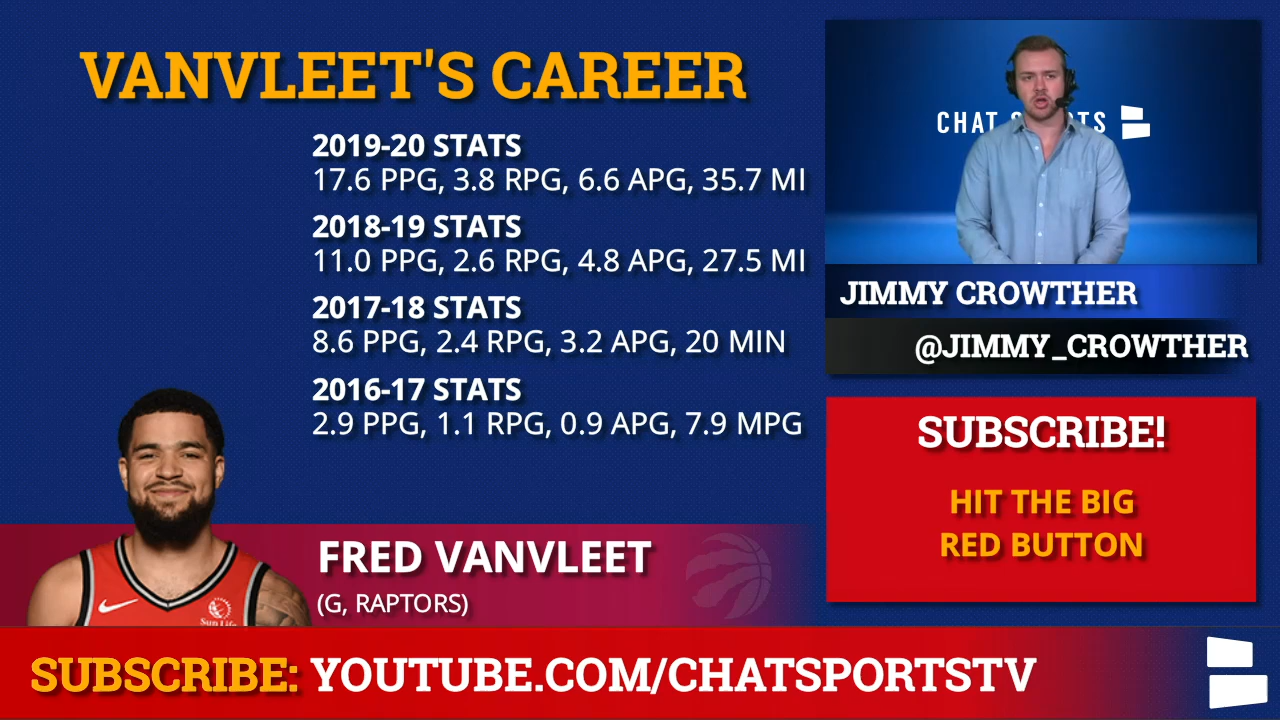 VANVLEET'S CAREER
2019-20 STATS
17.6 PPG, 3.8 RPG, 6.6 APG, 35.7 MI
2018-19 STATS
11.0 PPG, 2.6 RPG, 4.8 APG, 27.5 MI
2017-18 STATS
8.6 PPG, 2.4 RPG, 3.2 APG, 20 MIN
2016-17 STATS
2.9 PPG, 1.1 RPG, 0.9 APG, 7.9 MPG
FRED VANVLEET
(G, RAPTORS)
Sun Life
CHAT SPORTS
JIMMY CROWTHER
@JIMMY_CROWTHER
SUBSCRIBE!
HIT THE BIG
RED BUTTON
SUBSCRIBE: YOUTUBE.COM/CHATSPORTSTV